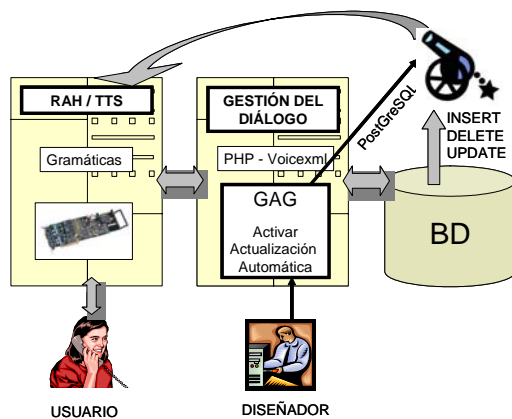 RAH / TTS
Gramáticas
GESTIÓN DEL
DIÁLOGO
PHP - Voicexml
GAG
Activar
Actualización
Automática
PostGreSQl
INSERT
DELETE
UPDATE
BD
USUARIO
DISEÑADOR